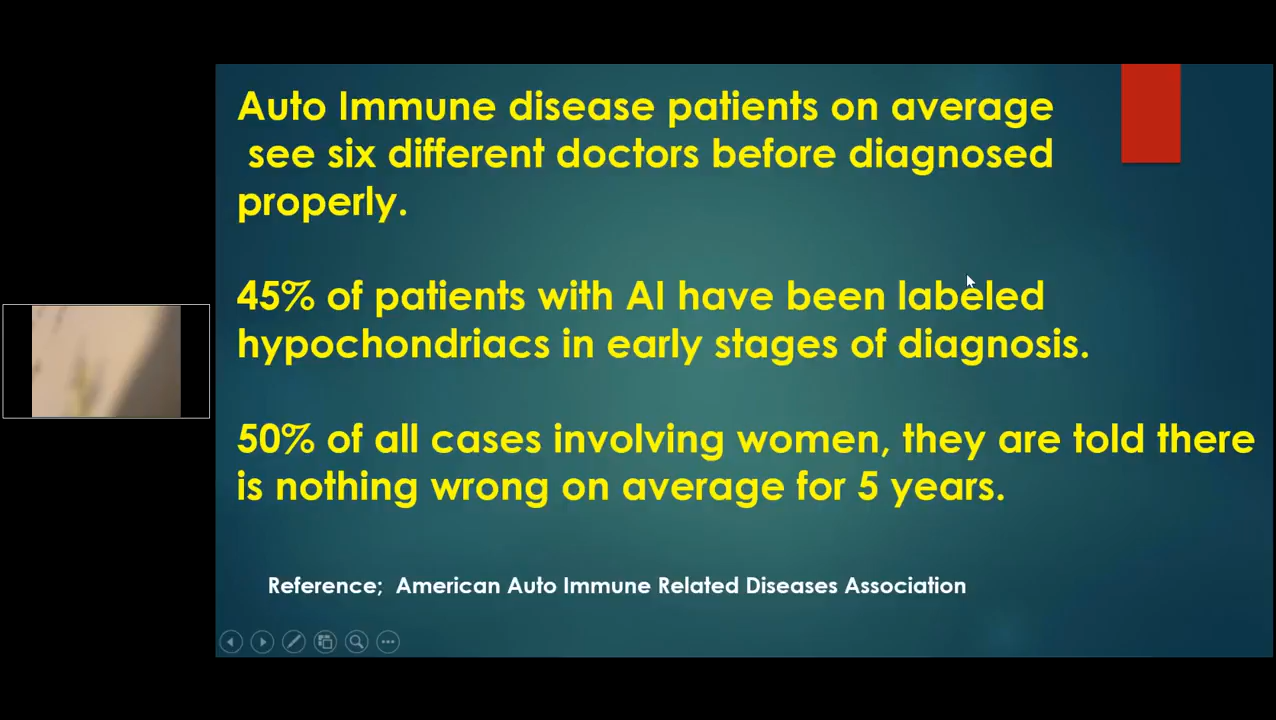 Auto Immune disease patients on average
see six different doctors before diagnosed
properly.
45% of patients with AI have been labeled
hypochondriacs in early stages of diagnosis.
50% of all cases involving women, they are told there
is nothing wrong on average for 5 years.
Reference; American Auto Immune Related Diseases Association